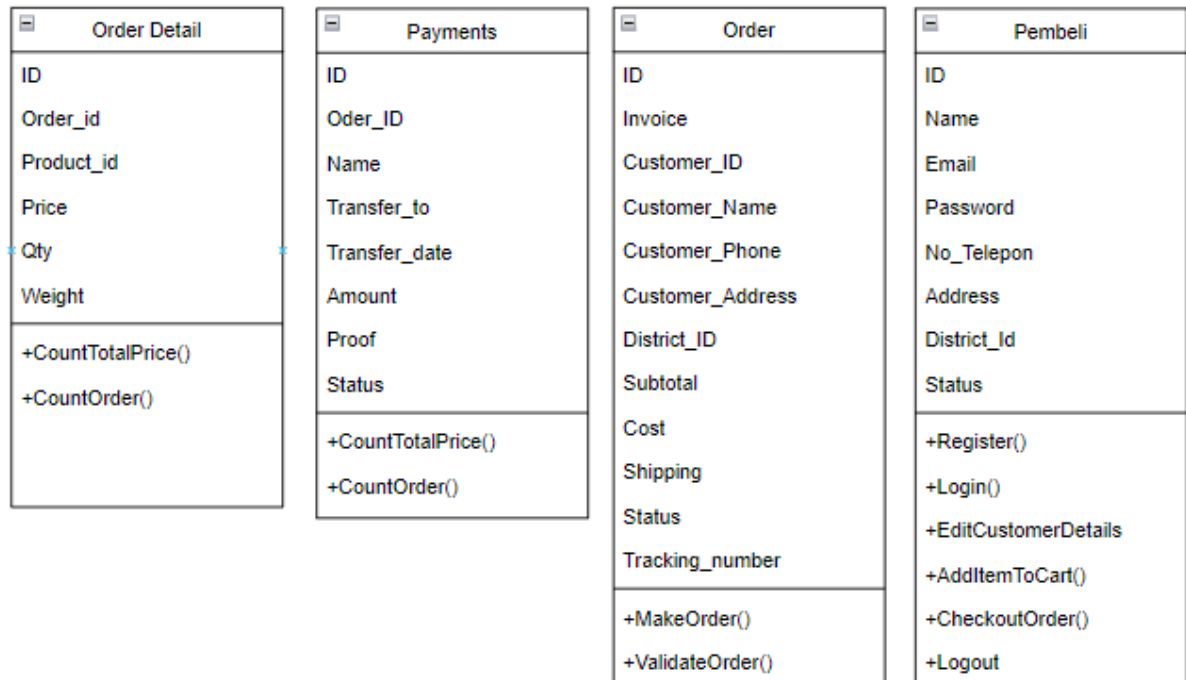 Order Detail
ID
Order_id
Product_id
Price
Qty
Weight
+CountTotalPrice()
+CountOrder()
Payments
ID
Oder_ID
Name
Transfer_to
Transfer_date
Amount
Proof
Status
+CountTotalPrice()
+CountOrder()
Order
ID
Invoice
Customer_ID
Customer_Name
Customer_Phone
Customer_Address
District_ID
Subtotal
Cost
Shipping
Status
Tracking_number
+MakeOrder()
+ValidateOrder()
Pembeli
ID
Name
Email
Password
No_Telepon
Address
District_Id
Status
+Register()
+Login()
+EditCustomerDetails
+AddItemToCart()
+CheckoutOrder()
+Logout